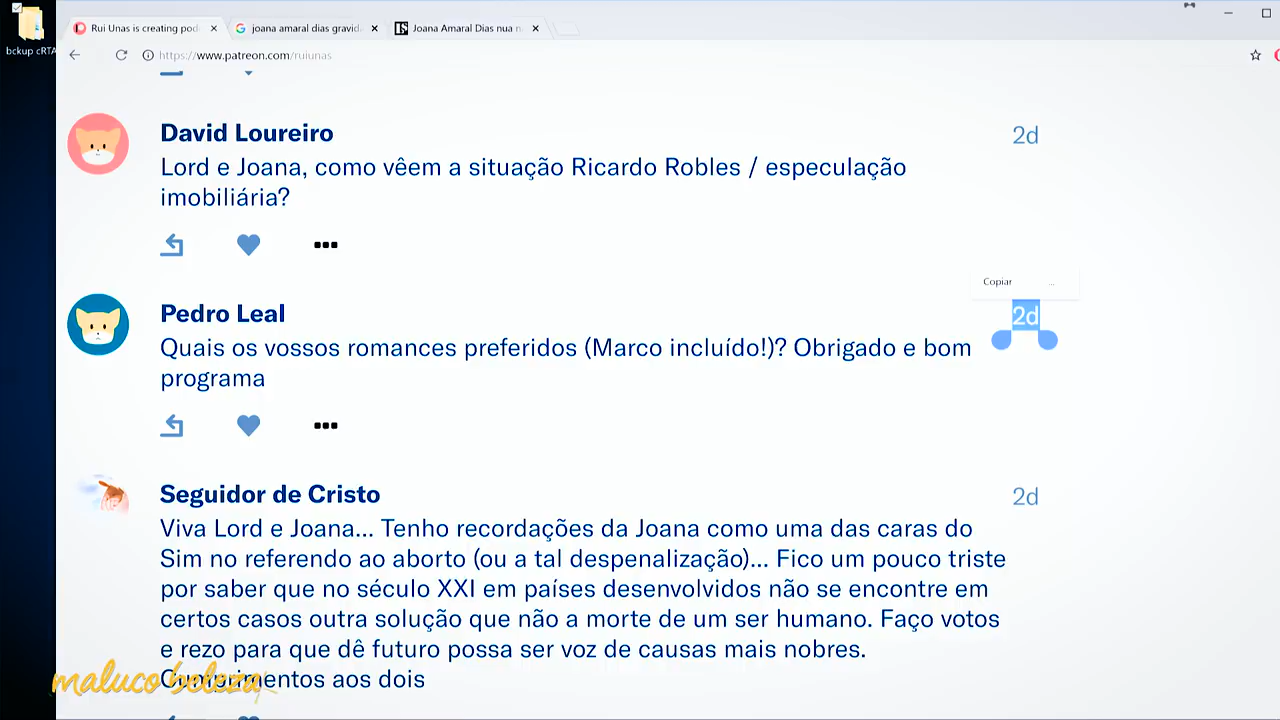 bckup cRTA
Rui Unas is creating pod
joana amaral dias gravid
Joana Amaral Dias nua n
https://www.patreon.com/ruiunas
David Loureiro
2d
Lord e Joana, como vêem a situação Ricardo Robles / especulação
imobiliária?
Copiar
...
Pedro Leal
2d
Quais os vossos romances preferidos (Marco incluído!)? Obrigado e bom
programa
Seguidor de Cristo
2d
Viva Lord e Joana... Tenho recordações da Joana como uma das caras do
Sim no referendo ao aborto (ou a tal despenalização)... Fico um pouco triste
por saber que no século XXI em países desenvolvidos não se encontre em
certos casos outra solução que não a morte de um ser humano. Faço votos
e rezo para que dê futuro possa ser voz de causas mais nobres.
Cumprimentos aos dois
maluco beleza